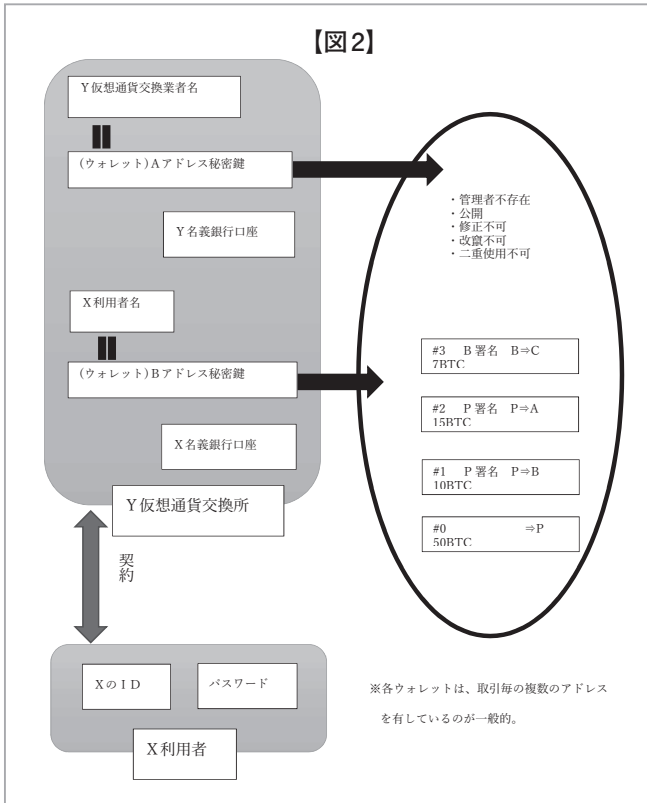 【図2】
Y仮想通貨交換業者名
(ウォレット)Aアドレス秘密鍵
Y名義銀行口座
X利用者名
(ウォレット)Bアドレス秘密鍵
X名義銀行口座
Y仮想通貨交換所
契約
XのID
パスワード
X利用者
・管理者不存在
・公開
・修正不可
・改竄不可
・二重使用不可
#3 B署名 B⇒C
7BTC
#2 P署名 P⇒A
15BTC
#1 P署名 P⇒B
10BTC
#0 ⇒P
50BTC
※各ウォレットは、取引毎の複数のアドレス
を有しているのが一般的。